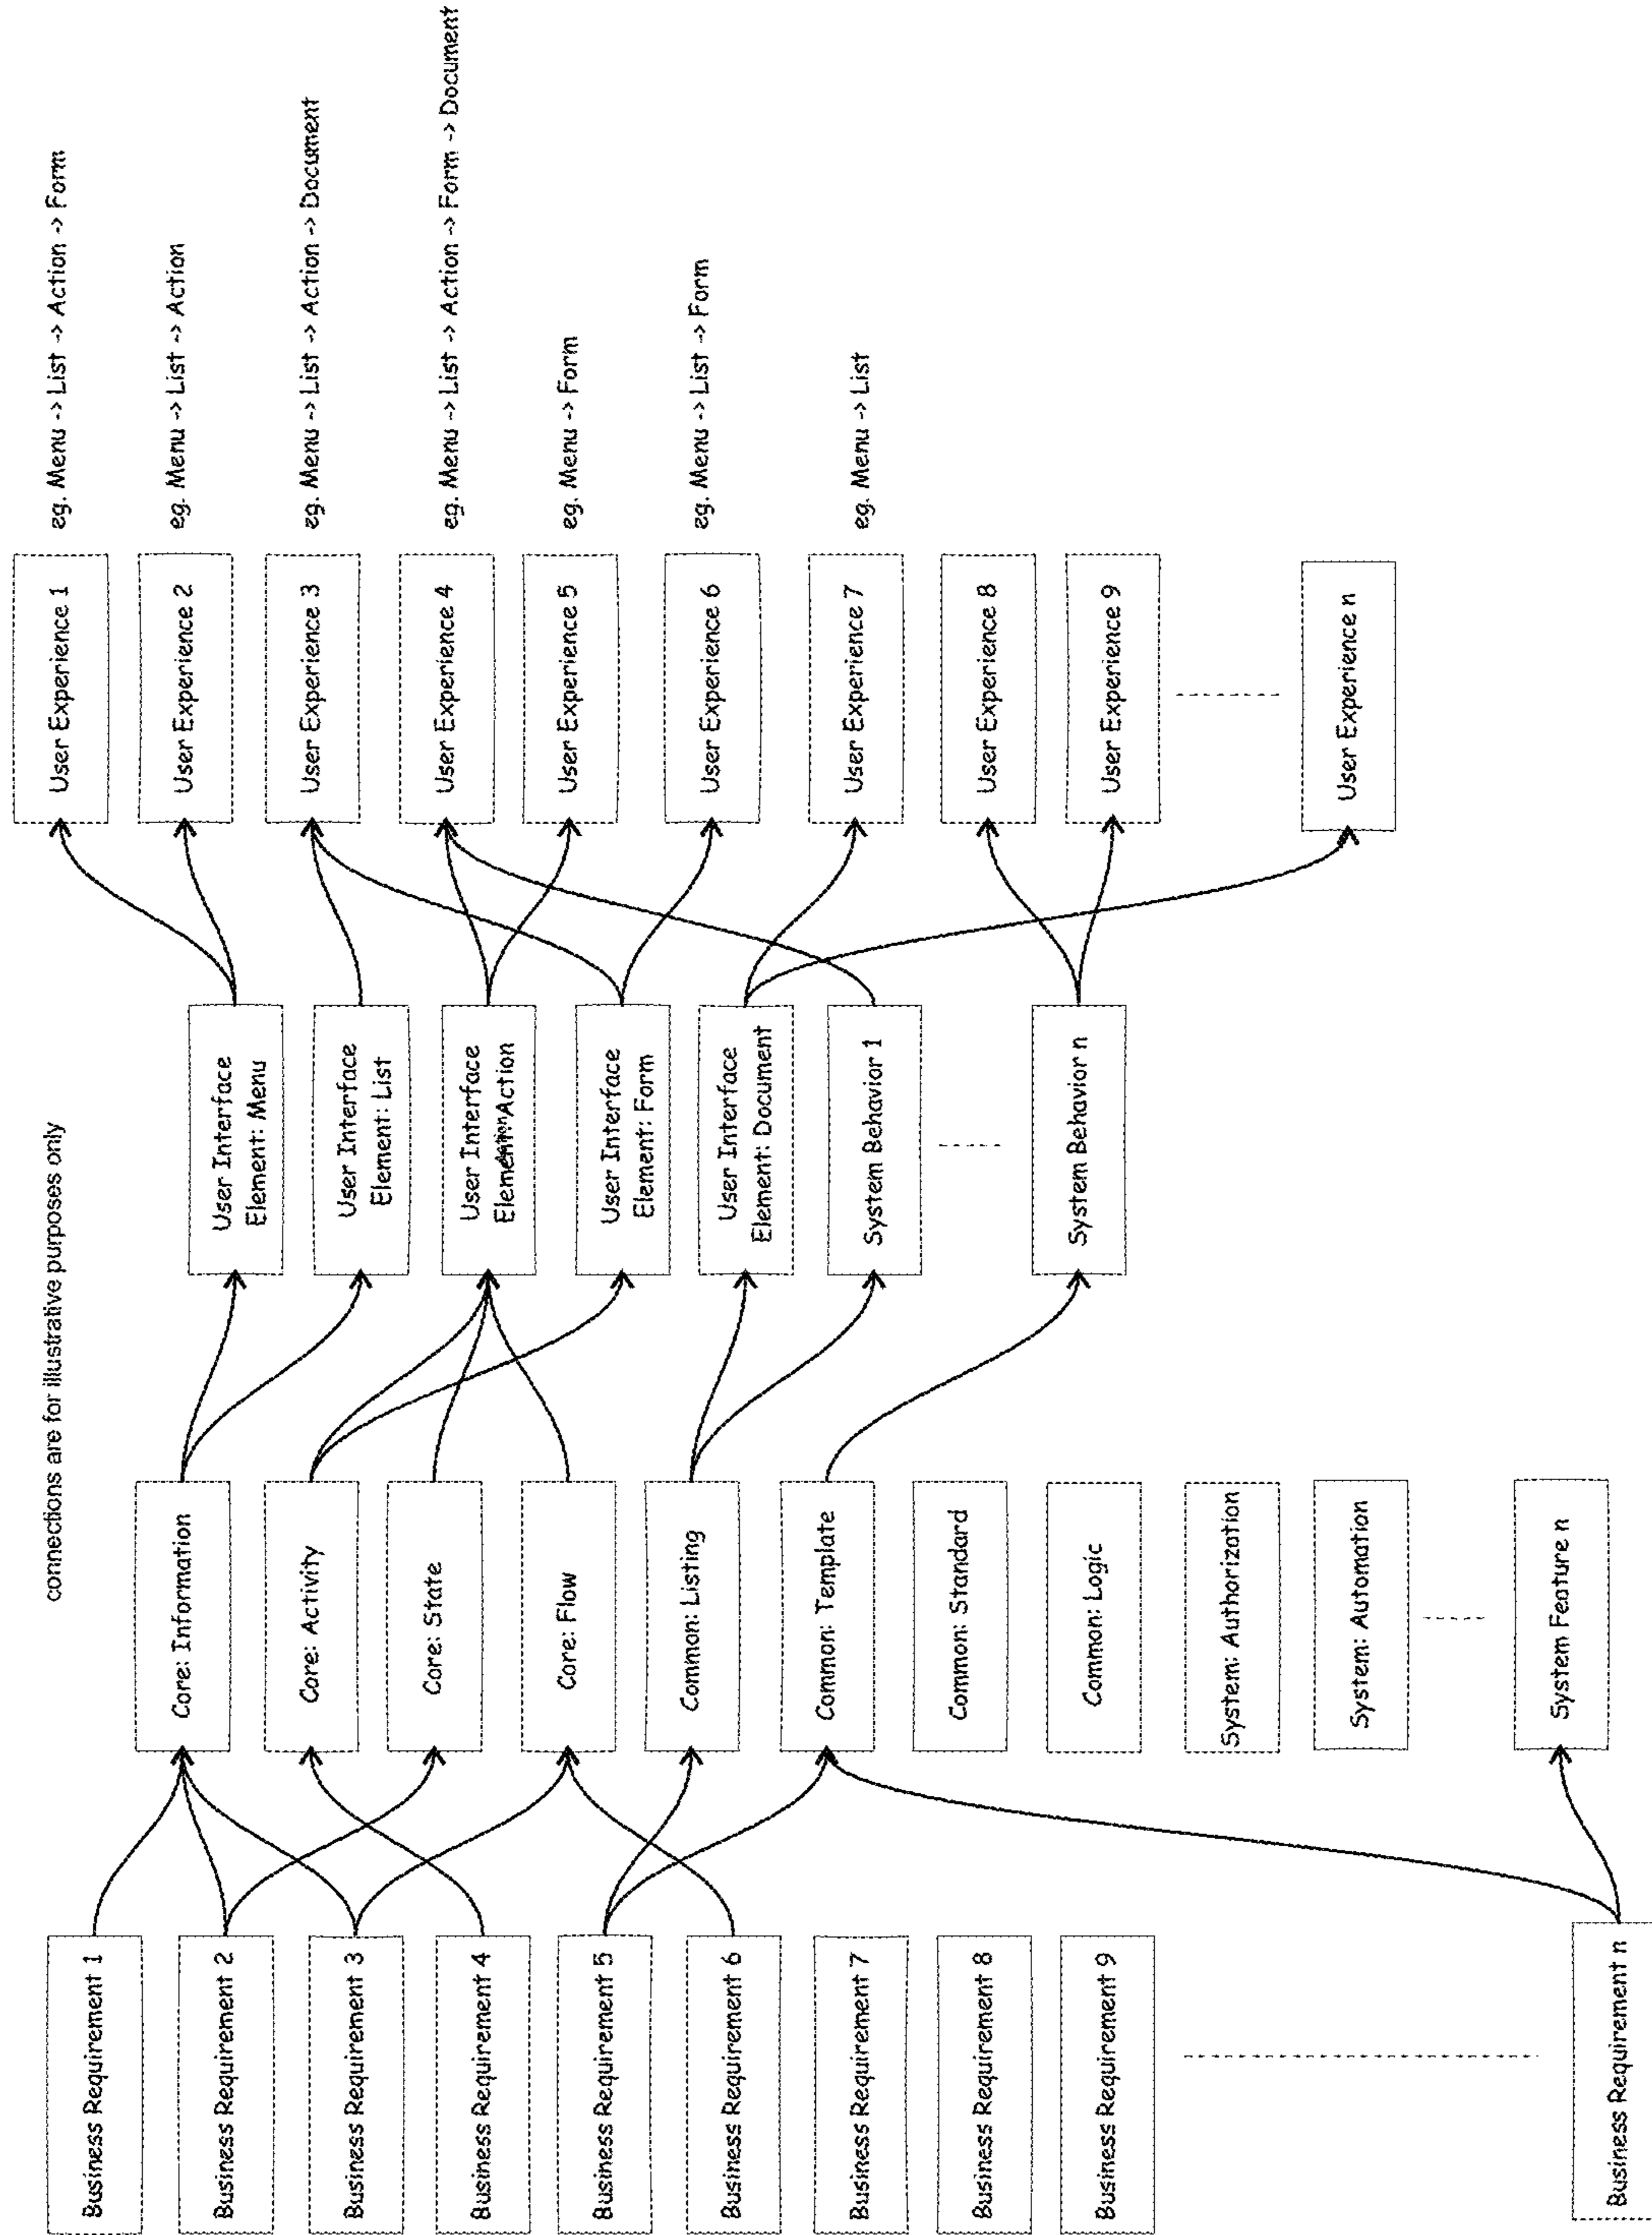 connections are for illustrative purposes only
Business Requirement 1
Business Requirement 2
Business Requirement 3
Business Requirement 4
Business Requirement 5
Business Requirement 6
Business Requirement 7
Business Requirement 8
Business Requirement 9
Business Requirement n
Core: Information
Core: Activity
Core: State
Core: Flow
Common: Listing
Common: Template
Common: Standard
Common: Logic
System: Authorization
System: Automation
System Feature n
User Interface
Element: Menu
User Interface
Element: List
User Interface
Element: Action
User Interface
Element: Form
User Interface
Element: Document
System Behavior 1
System Behavior n
User Experience 1
User Experience 2
User Experience 3
User Experience 4
User Experience 5
User Experience 6
User Experience 7
User Experience 8
User Experience 9
User Experience n
eg. Menu -> List -> Action -> Form
eg. Menu -> List -> Action
eg. Menu -> List -> Action -> Document
eg. Menu -> List -> Action -> Form -> Document
eg. Menu -> Form
eg. Menu -> List -> Form
eg. Menu -> List